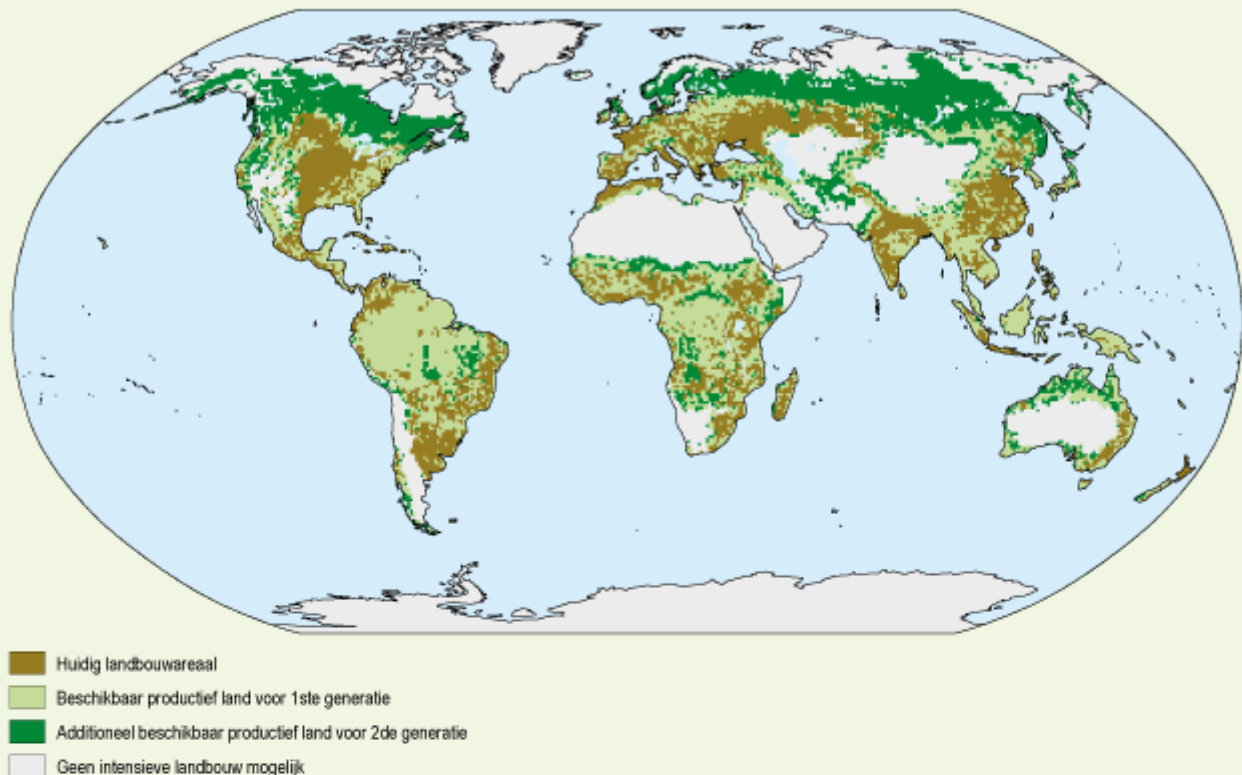 Huidig landbouwareaal
Beschikbaar productief land voor 1ste generatie
Additioneel beschikbaar productief land voor 2de generatie
Geen intensieve landbouw mogelijk